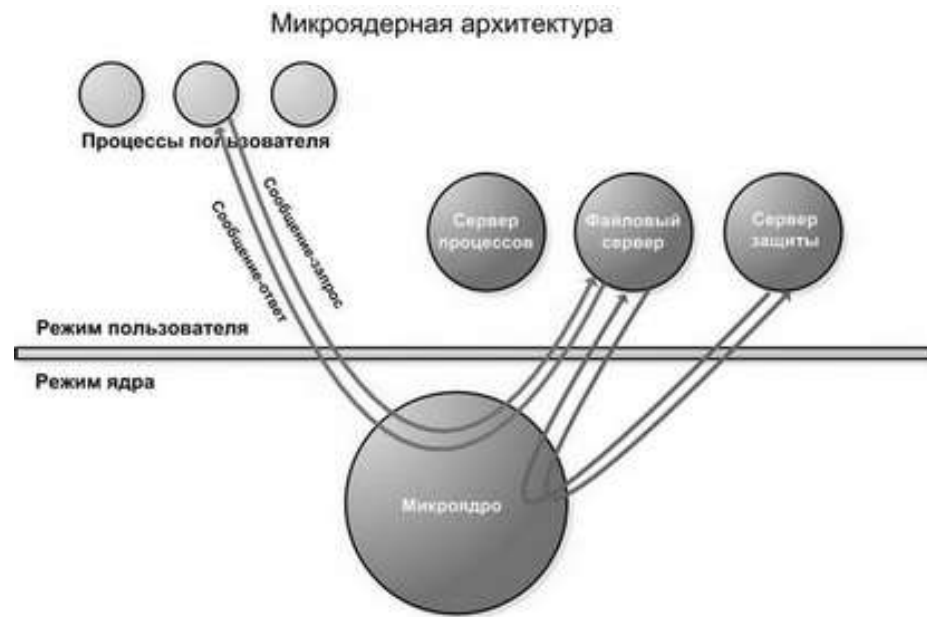 Микроядерная архитектура
Процессы пользователя
Сообщение-запрос
Сообщение-ответ
Сервер
процессов
Файловый
сервер
Сервер
защиты
Режим пользователя
Режим ядра
Микроядро